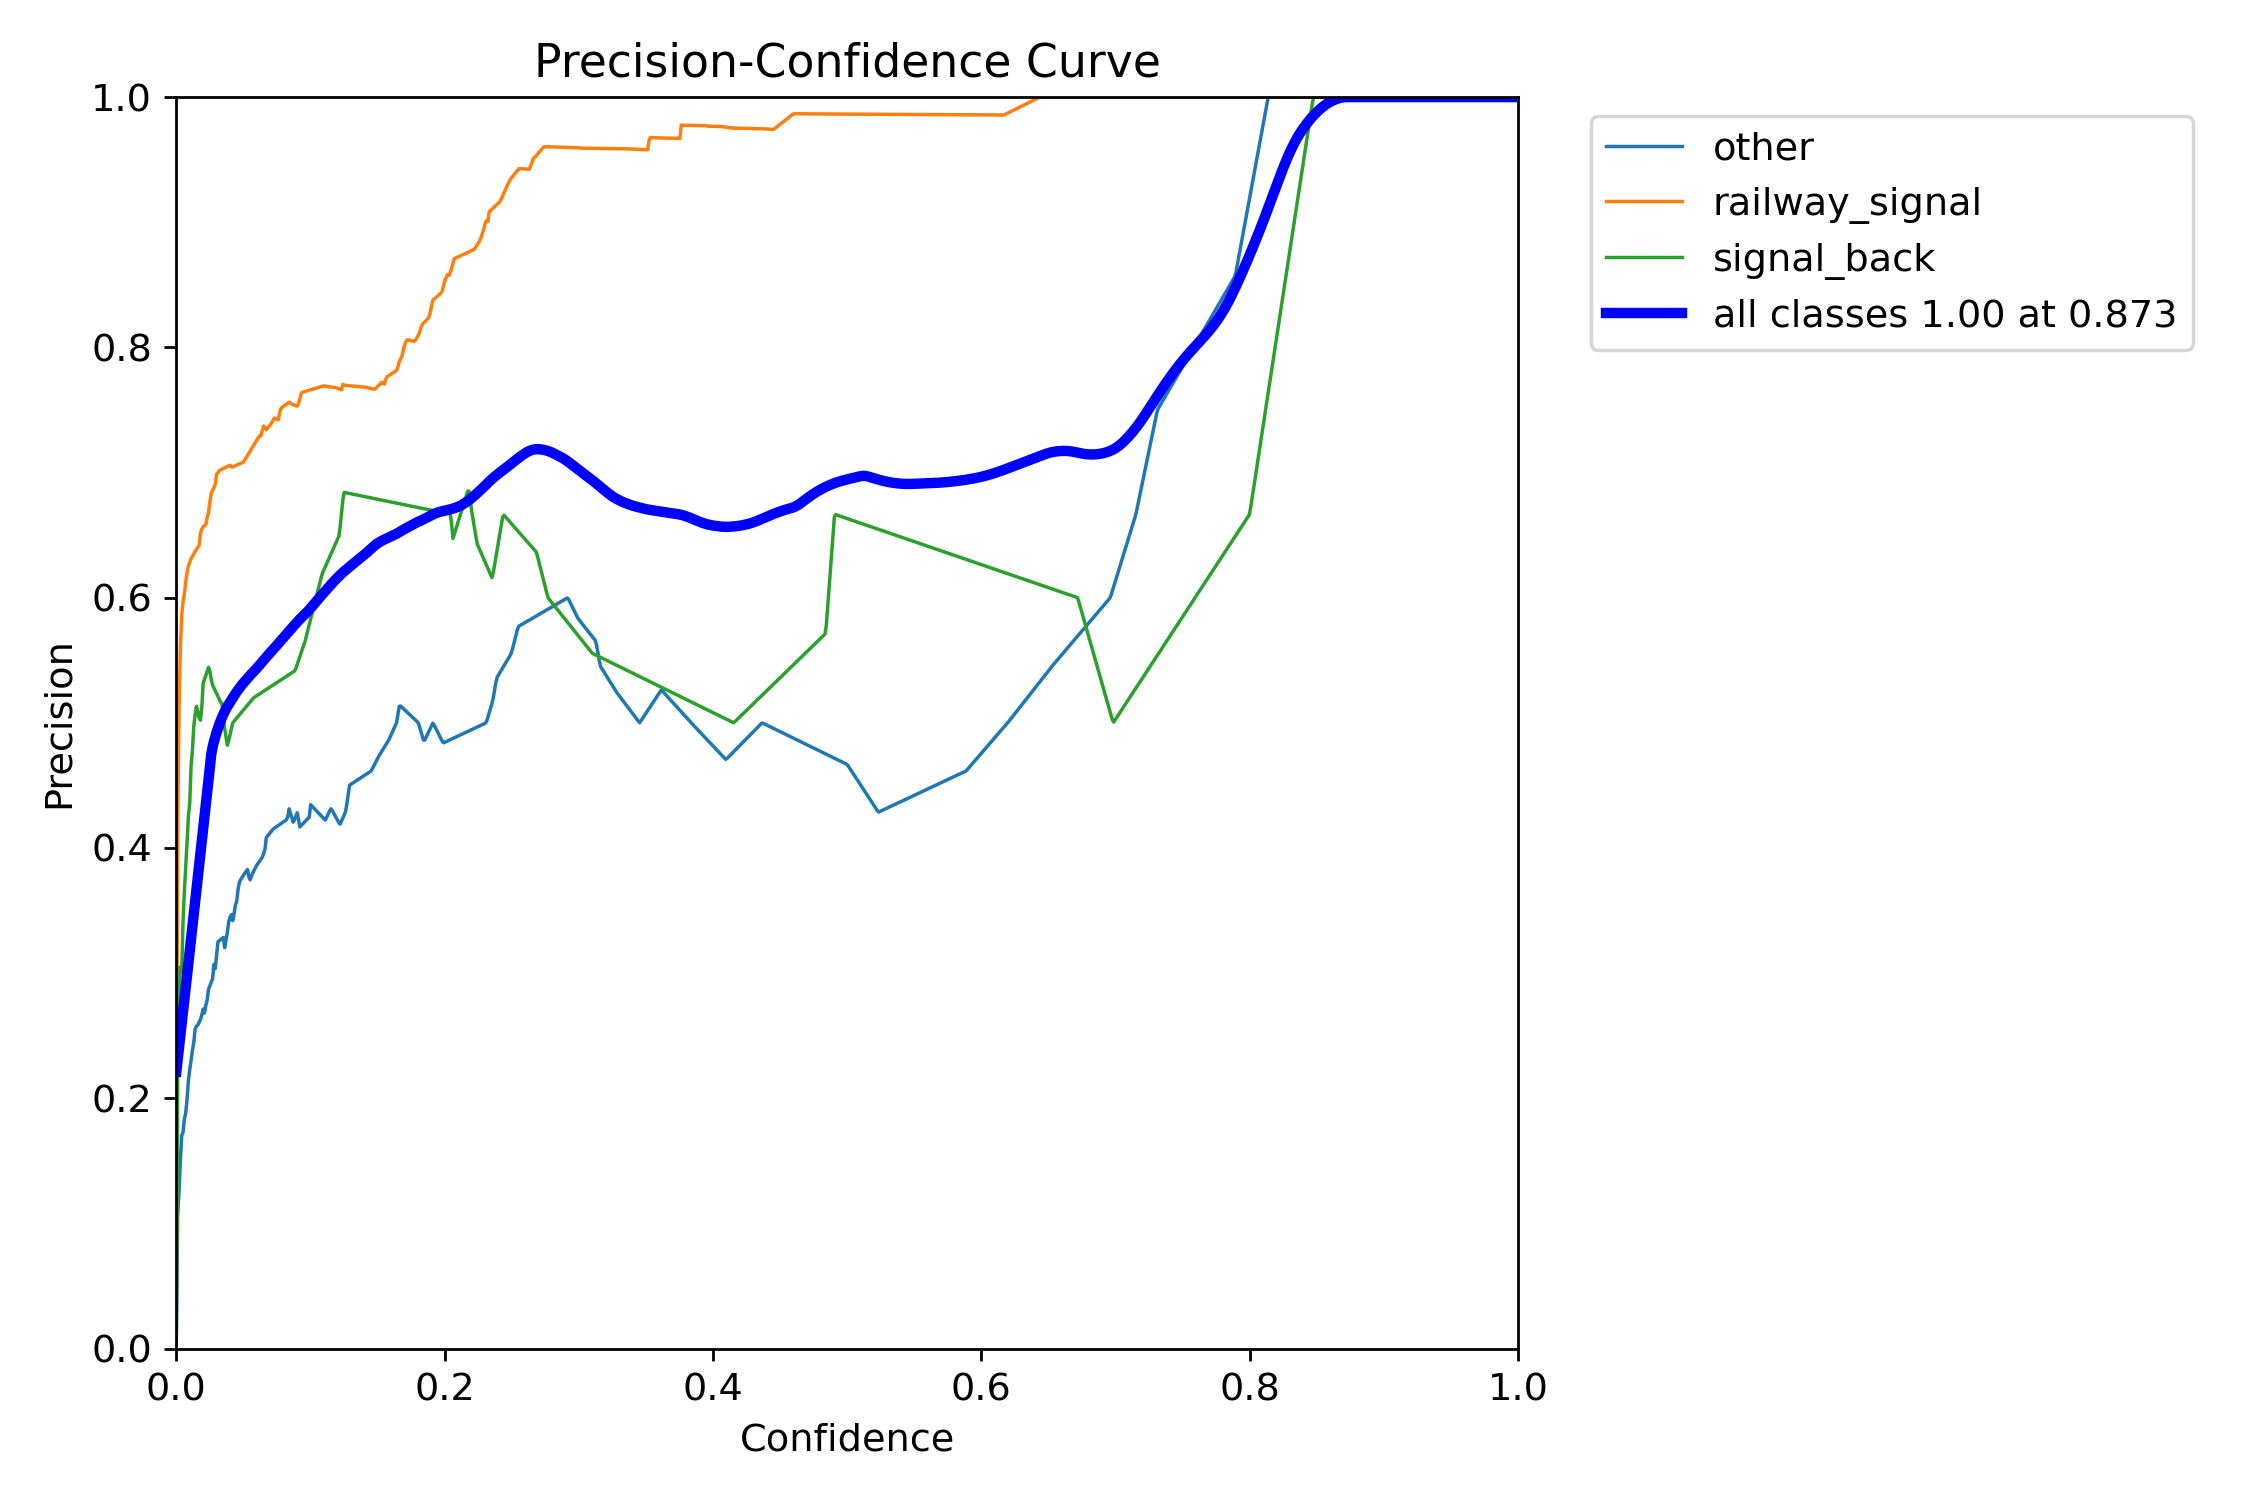 Precision-Confidence Curve
1.0
0.8
0.6
0.4
0.2
0.0
Precision
0.0 0.2 0.4 0.6 0.8 1.0
Confidence
other
railway_signal
signal_back
all classes 1.00 at 0.873